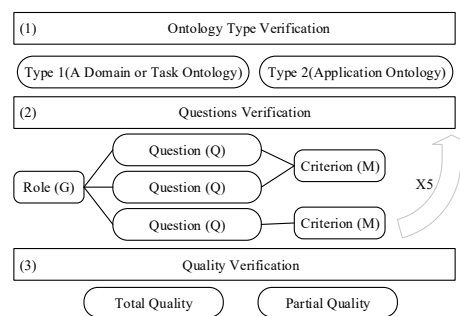 (1) Ontology Type Verification
Type 1(A Domain or Task Ontology) Type 2(Application Ontology)
(2) Questions Verification
Question (Q)
Criterion (M)
Role (G) Question (Q) X5
Question (Q) Criterion (M)
(3) Quality Verification
Total Quality Partial Quality